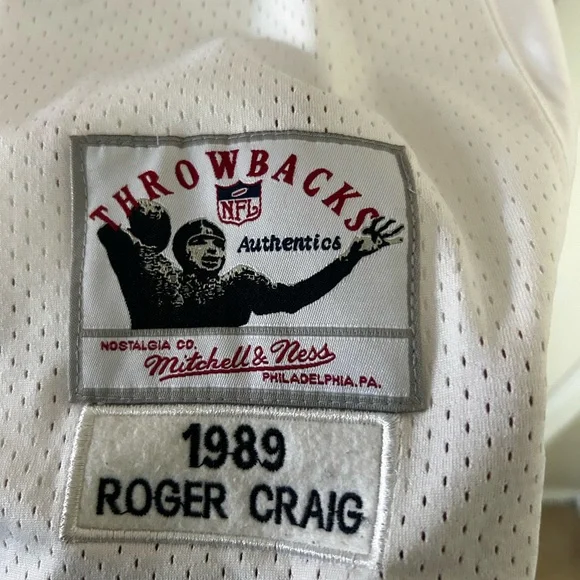 THROWBACKS
NFL
Authentics
NOSTALGIA CO.
Mitchell & Ness
PHILADELPHIA, PA.
1989
ROGER CRAIG